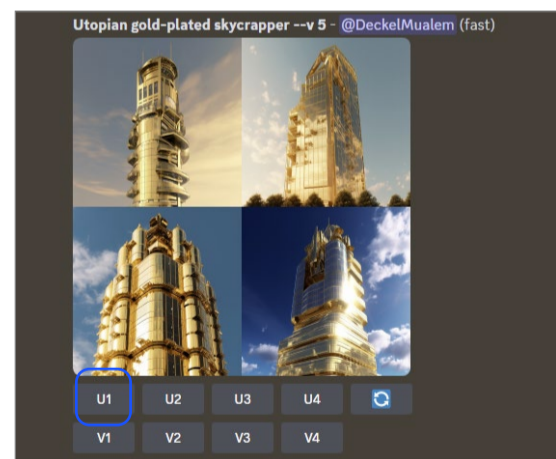 Utopian gold-plated skycrapper --v 5 - @DeckelMualem (fast)
U1 U2 U3 U4
V1 V2 V3 V4